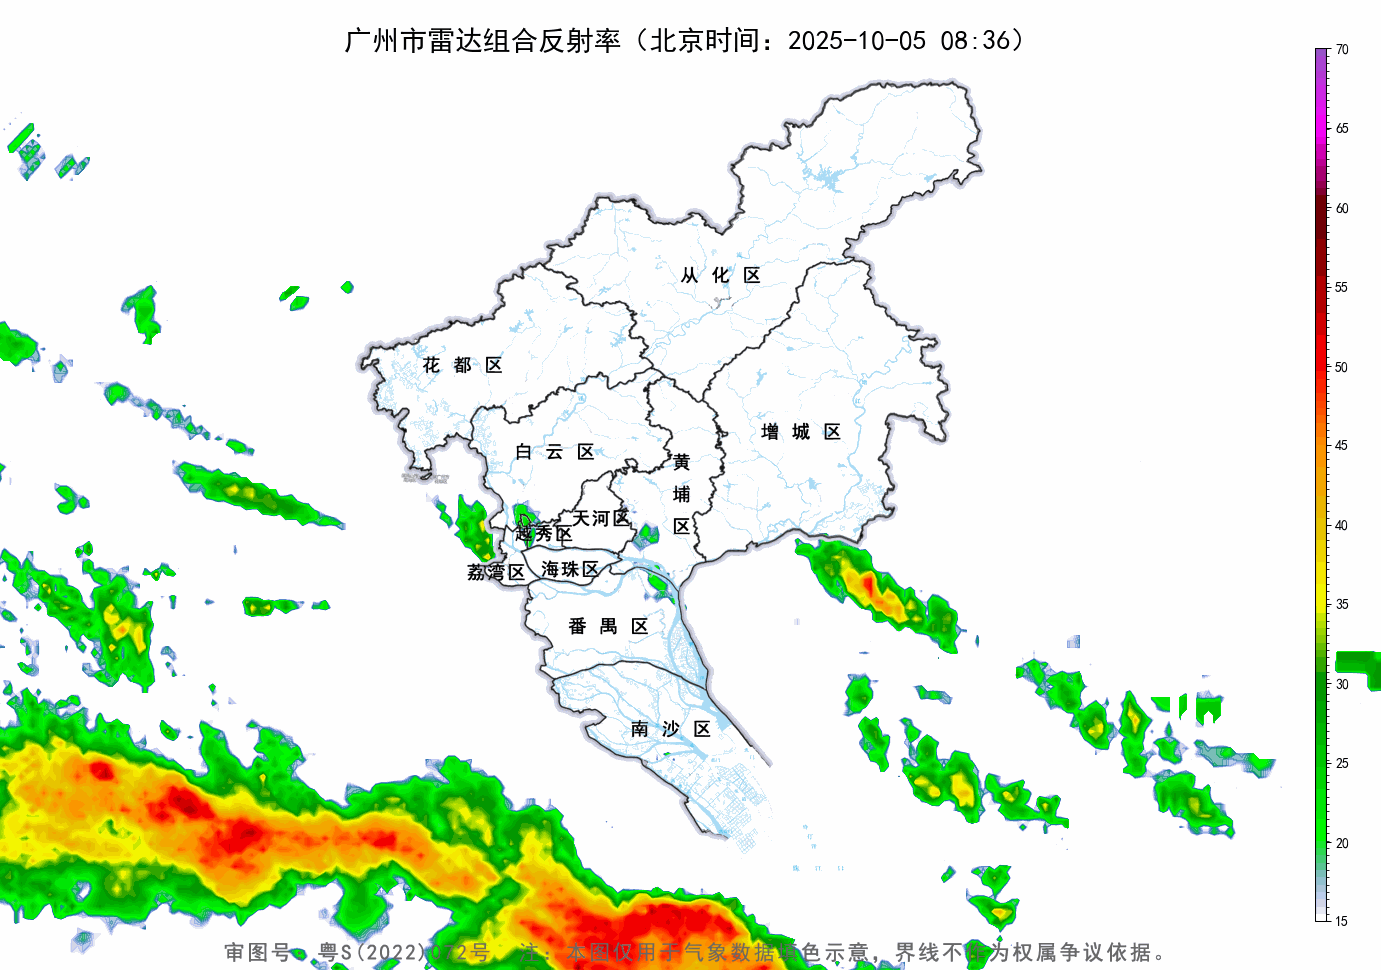 广州市雷达组合反射率（北京时间：2025-10-05 08:36）
70
65
60
55
50
45
40
35
30
25
20
15
从化区
花都区
增城区
白云区
黄埔区
天河区
越秀区
荔湾区
海珠区
番禺区
南沙区
审图号：粤S(2022)072号 注：本图仅用于气象数据填色示意，界线不作为权属争议依据。